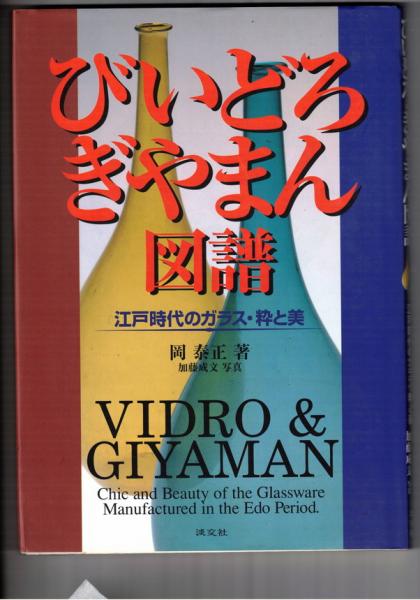 びいどろ
ぎやまん
図譜
江戸時代のガラス・粋と美
岡 泰正 著
加藤成文 写真
VIDRO &
GIYAMAN
Chic and Beauty of the Glassware
Manufactured in the Edo Period.
淡交社